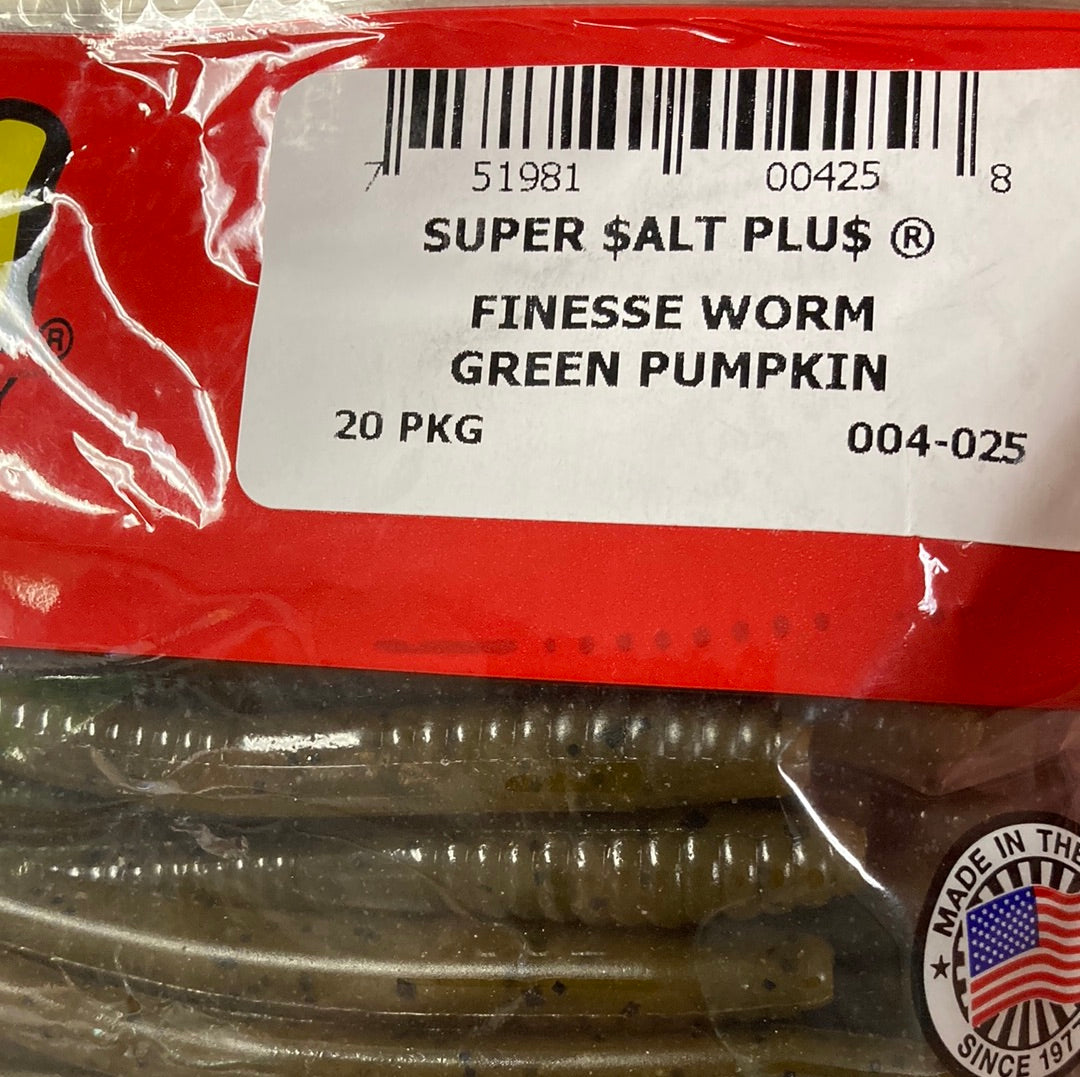 7 51981 00425 8
SUPER $ALT PLU$ ®
FINESSE WORM
GREEN PUMPKIN
20 PKG 004-025
®
MADE IN THE
SINCE 197